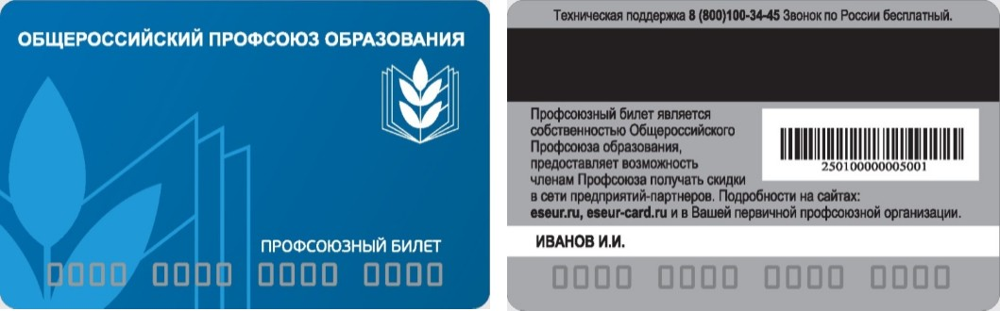 ОБЩЕРОССИЙСКИЙ ПРОФСОЮЗ ОБРАЗОВАНИЯ
ПРОФСОЮЗНЫЙ БИЛЕТ
0000 0000 0000 0000
Техническая поддержка 8 (800)100-34-45 Звонок по России бесплатный.
Профсоюзный билет является
собственностью Общероссийского
Профсоюза образования,
предоставляет возможность
членам Профсоюза получать скидки
в сети предприятий-партнеров. Подробности на сайтах:
eseur.ru, eseur-card.ru и в Вашей первичной профсоюзной организации.
250100000005001
ИВАНОВ И.И.
0000 0000 0000 0000